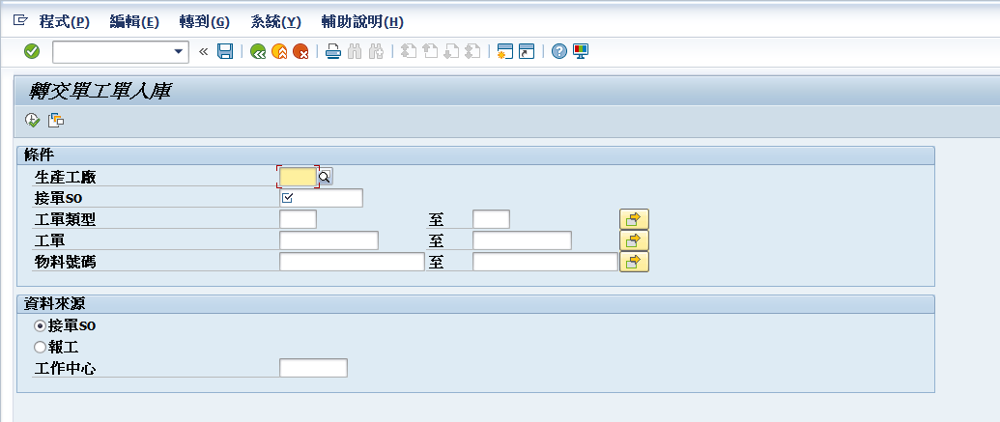 程式(P) 編輯(E) 轉到(G) 系統(Y) 輔助說明(H)
轉交單工單入庫
條件
生產工廠
接單SO
工單類型 至
工單 至
物料號碼 至
資料來源
接單SO
報工
工作中心